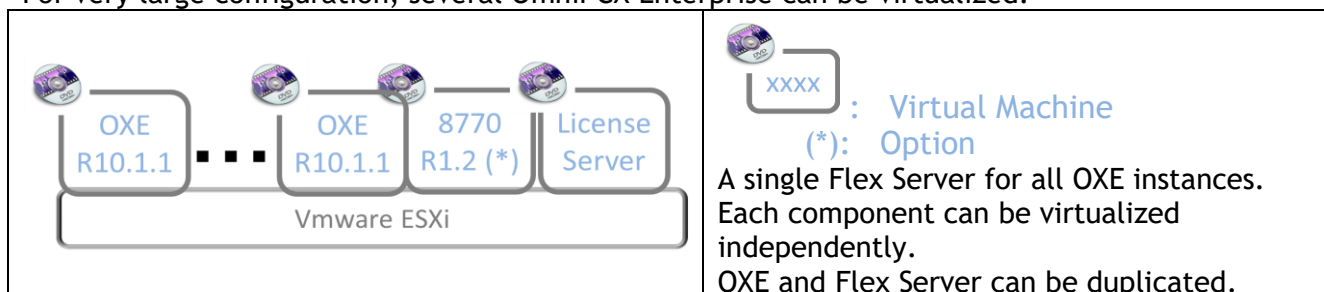 For very large configuration, several OmniPCX Enterprise can be virtualized.
OXE
R10.1.1
...
OXE
R10.1.1
8770
R1.2 (*)
License
Server
Vmware ESXi
xxxx
: Virtual Machine
(*): Option
A single Flex Server for all OXE instances.
Each component can be virtualized
independently.
OXE and Flex Server can be duplicated.